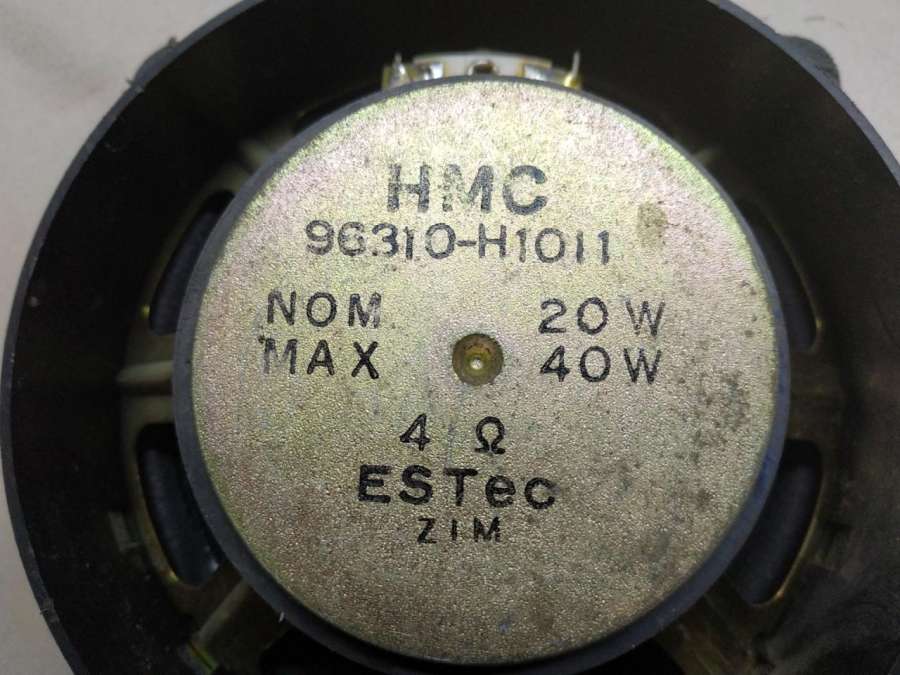 HMC
96310-H1011
NOM 20W
MAX 40W
4 Ω
ESTec
ZIM